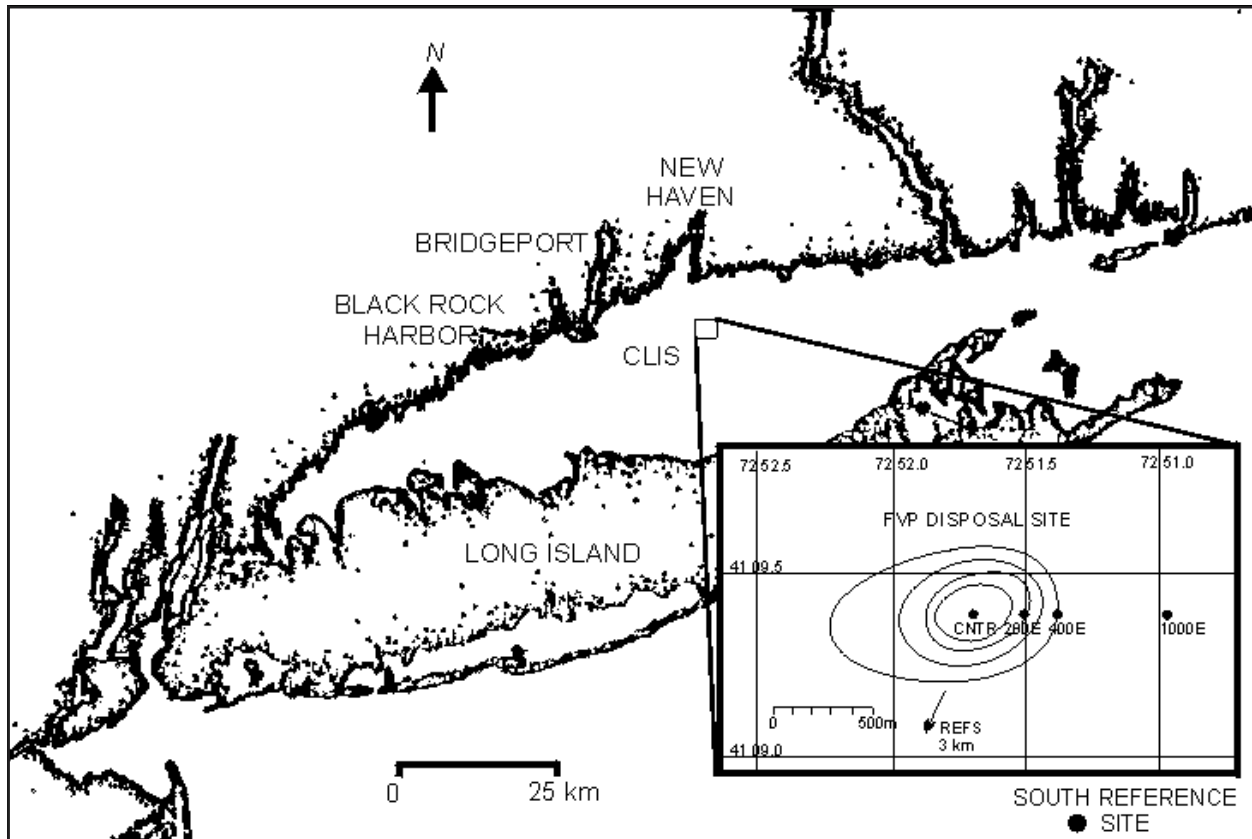 N
NEW
HAVEN
BRIDGEPORT
BLACK ROCK
HARBOR
CLIS
LONG ISLAND
0 25 km
72 52.5 72 52.0 72 51.5 72 51.0
FVP DISPOSAL SITE
41 09.5
CNTR 200E 400E 1000E
0 500m
REFS
3 km
41 09.0
SOUTH REFERENCE
SITE